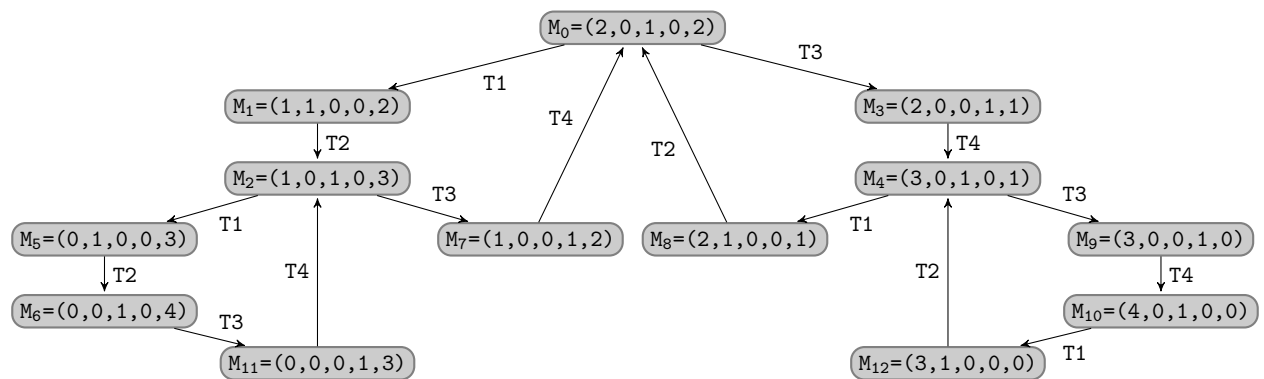 M₀=(2,0,1,0,2)
T1
T3
M₁=(1,1,0,0,2)
M₃=(2,0,0,1,1)
T2
T4
T2
T4
M₂=(1,0,1,0,3)
M₄=(3,0,1,0,1)
T1
T3
T1
T3
M₅=(0,1,0,0,3)
M₇=(1,0,0,1,2)
M₈=(2,1,0,0,1)
M₉=(3,0,0,1,0)
T2
T4
T2
T4
M₆=(0,0,1,0,4)
M₁₀=(4,0,1,0,0)
T3
T1
M₁₁=(0,0,0,1,3)
M₁₂=(3,1,0,0,0)